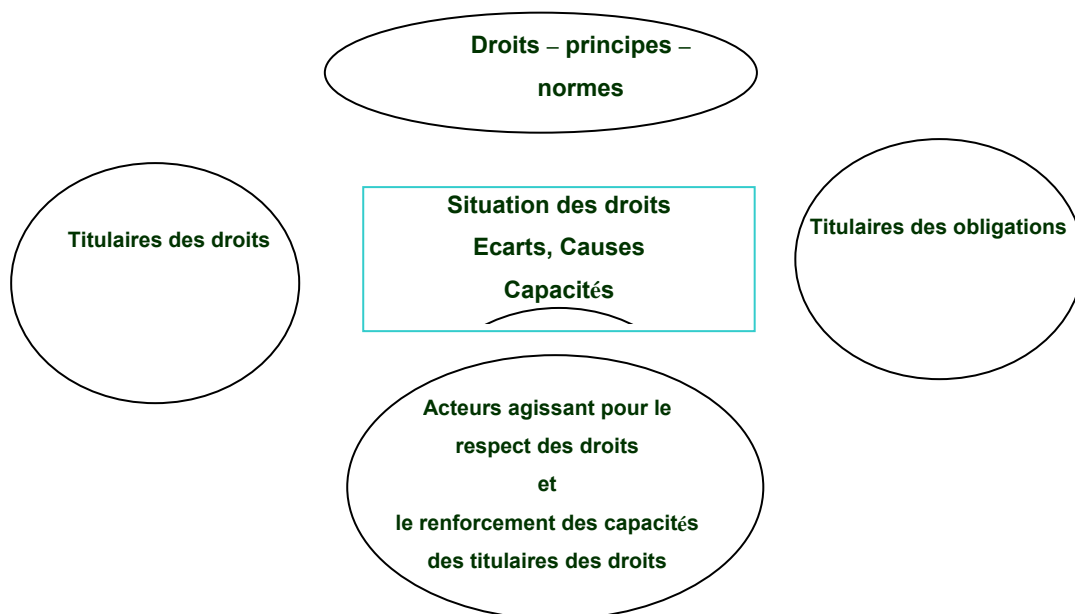 Droits – principes –
normes
Titulaires des droits
Situation des droits
Ecarts, Causes
Capacités
Titulaires des obligations
Acteurs agissant pour le
respect des droits
et
le renforcement des capacités
des titulaires des droits